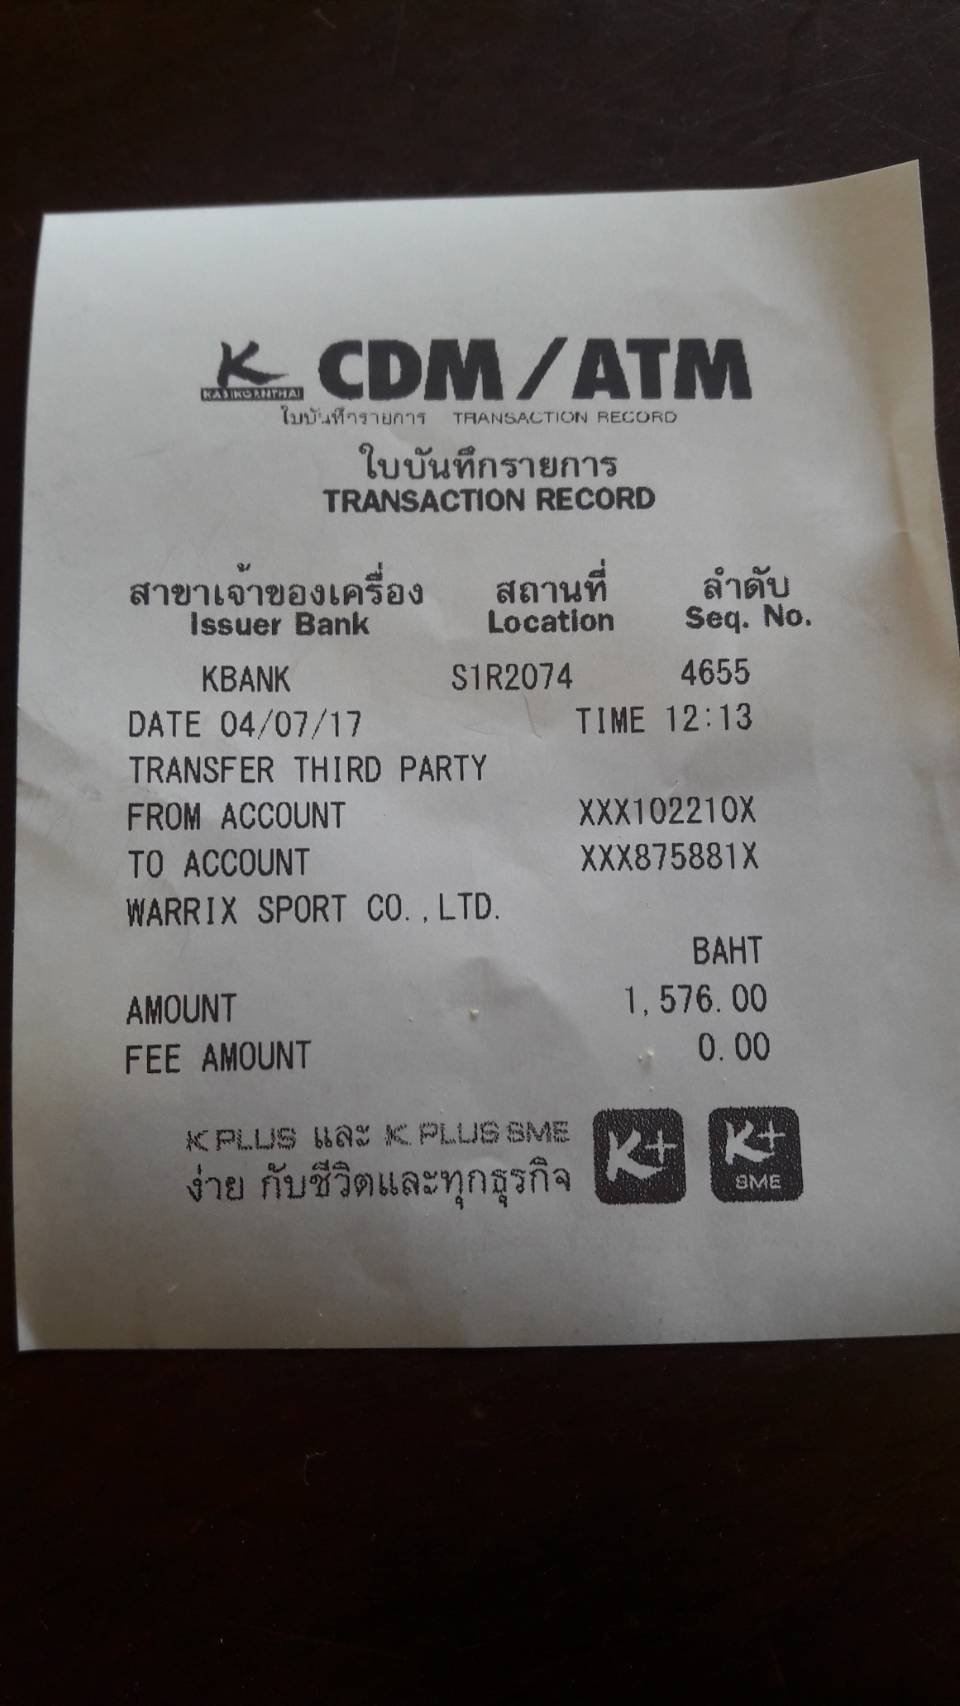 K CDM/ATM
KASIKORNTHAI
ใบบันทึกรายการ TRANSACTION RECORD
ใบบันทึกรายการ
TRANSACTION RECORD
สาขาเจ้าของเครื่อง สถานที่ ลำดับ
Issuer Bank Location Seq. No.
KBANK S1R2074 4655
DATE 04/07/17 TIME 12:13
TRANSFER THIRD PARTY
FROM ACCOUNT XXX102210X
TO ACCOUNT XXX875881X
WARRIX SPORT CO.,LTD.
BAHT
AMOUNT 1,576.00
FEE AMOUNT 0.00
K PLUS และ K PLUS SME K+ K+
ง่าย กับชีวิตและทุกธุรกิจ SME